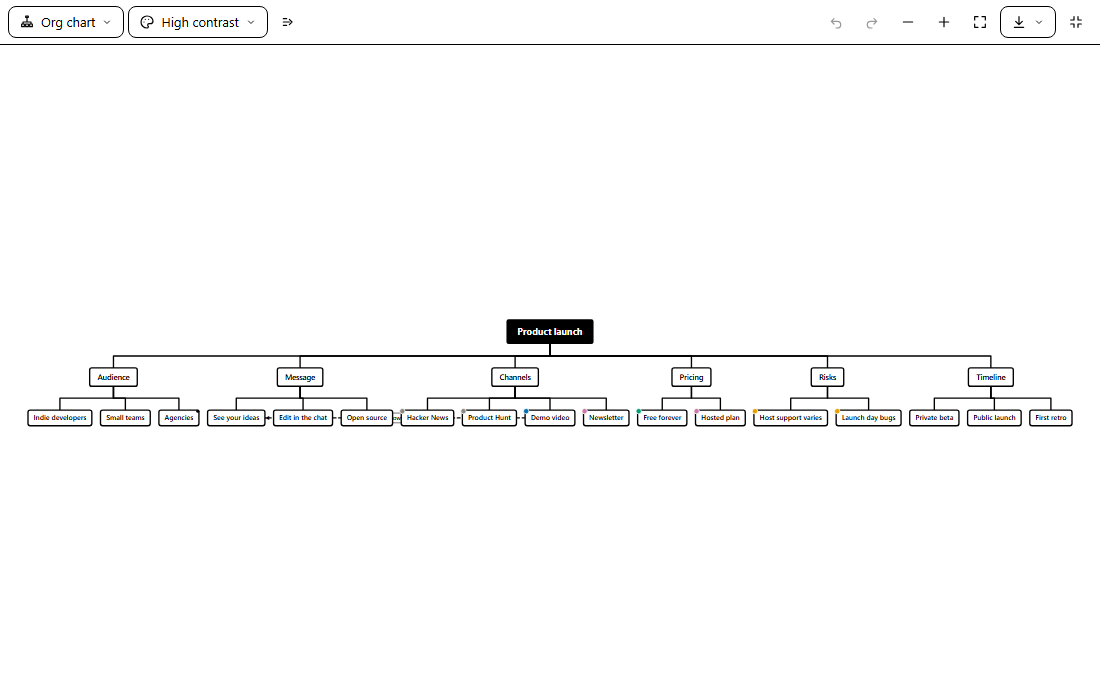 Org chart
High contrast
Product launch
Audience
Message
Channels
Pricing
Risks
Timeline
Indie developers
Small teams
Agencies
See your ideas
Edit in the chat
Open source
Hacker News
Product Hunt
Demo video
Newsletter
Free forever
Hosted plan
Host support varies
Launch day bugs
Private beta
Public launch
First retro